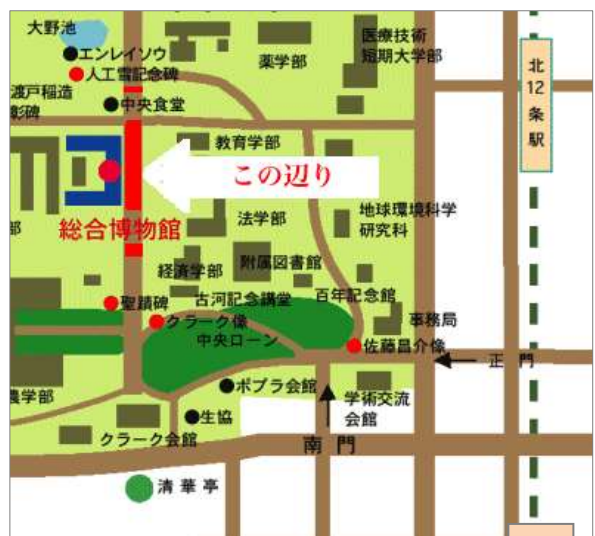 大野池
エンレイソウ
人工雪記念碑
渡戸稲造
彰碑
中央食堂
薬学部
医療技術
短期大学部
北12条駅
教育学部
この辺り
総合博物館
部
法学部
地球環境科学
研究科
経済学部
附属図書館
聖蹟碑
古河記念講堂
百年記念館
クラーク像
中央ローン
事務局
佐藤昌介像
正門
農学部
ポプラ会館
学術交流
会館
生協
クラーク会館
南門
清華亭